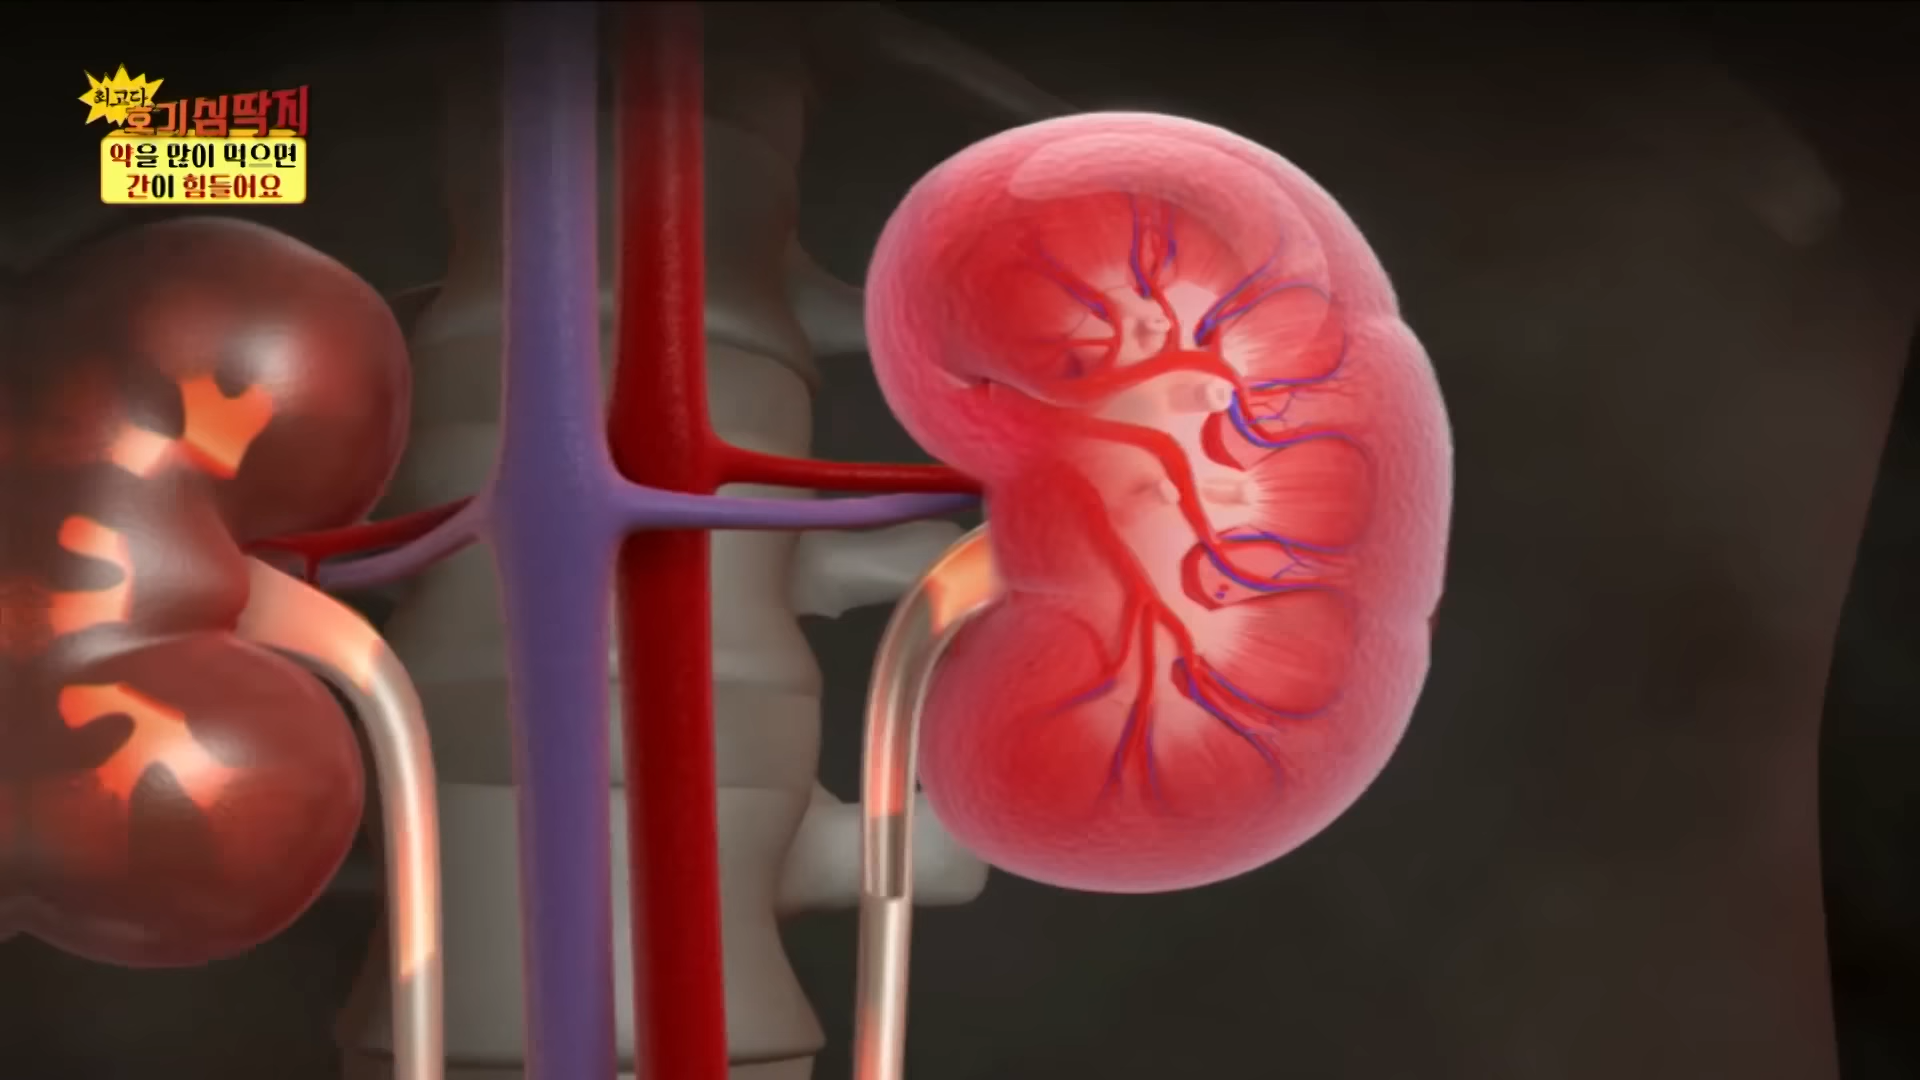 최고다
호기심딱지
약을 많이 먹으면
간이 힘들어요